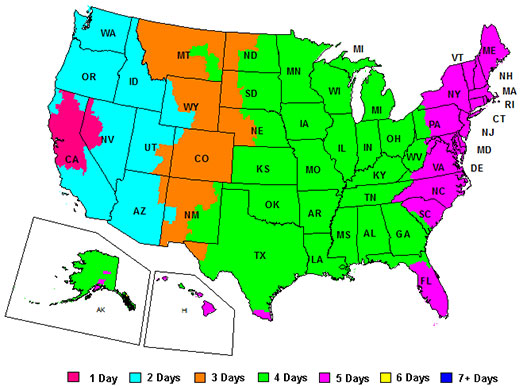 WA
MT
ND
MN
MI
VT
ME
OR
ID
SD
WI
MI
NY
NH
MA
RI
WY
CT
IA
NE
PA
NJ
NV
UT
IL
IN
OH
MD
CA
CO
KS
MO
WV
VA
DE
KY
NC
AZ
NM
OK
AR
TN
SC
MS
AL
GA
TX
LA
FL
AK
HI
1 Day 2 Days 3 Days 4 Days 5 Days 6 Days 7+ Days